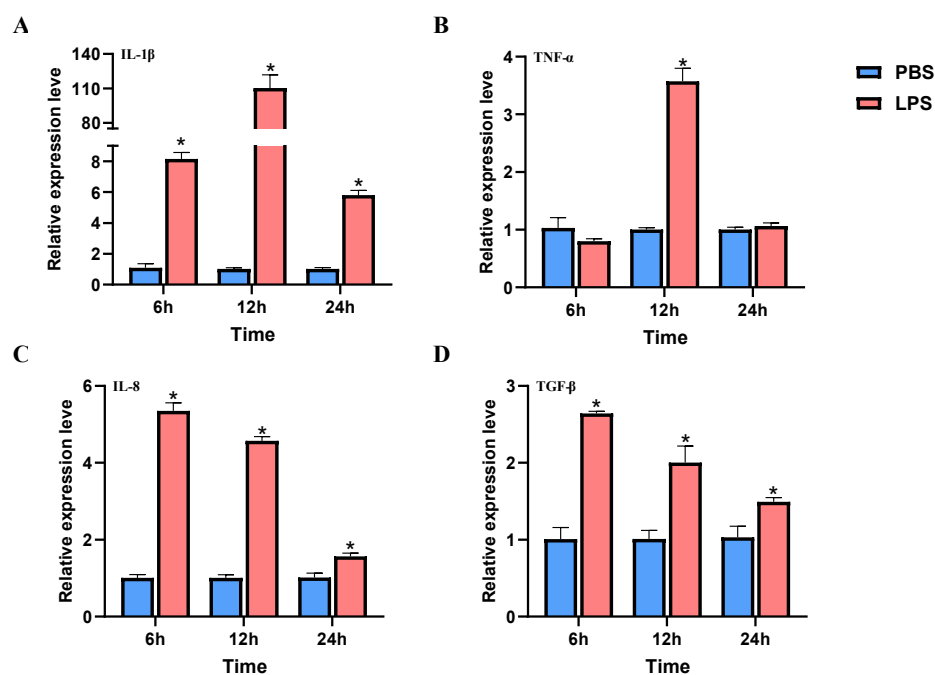 A
IL-1β
Relative expression leve
140
110
80
8
6
4
2
0
*
*
*
6h
12h
24h
Time
B
TNF-α
Relative expression leve
4
3
2
1
0
*
6h
12h
24h
Time
PBS
LPS
C
IL-8
Relative expression leve
6
4
2
0
*
*
*
6h
12h
24h
Time
D
TGF-β
Relative expression leve
3
2
1
0
*
*
*
6h
12h
24h
Time